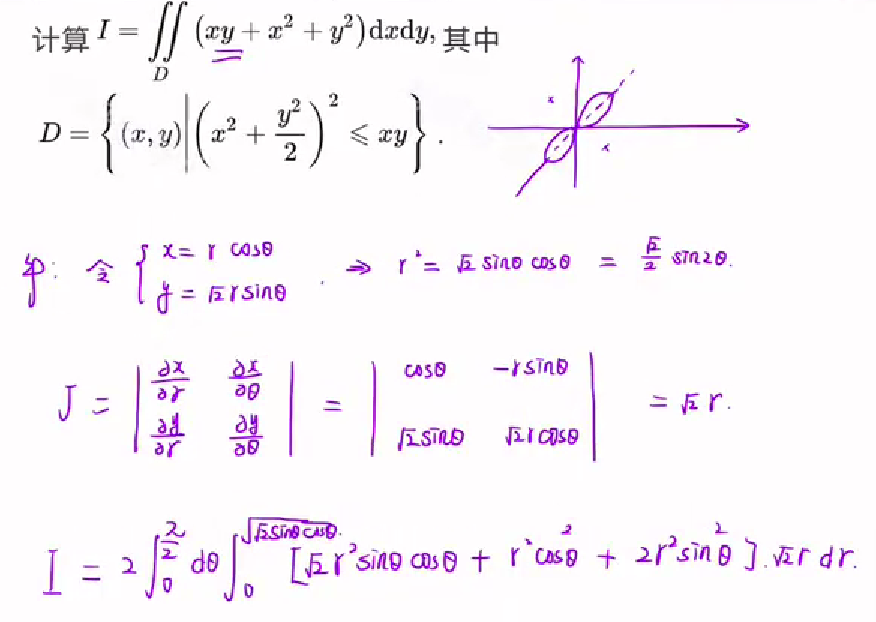 计算 $I = \iint\limits_{D} (xy + x^2 + y^2) \mathrm{d}x\mathrm{d}y$, 其中
$D = \left\{ (x, y) \middle| \left( x^2 + \frac{y^2}{2} \right)^2 \leqslant xy \right\}$.
令 $\begin{cases} x = r\cos\theta \\ y = \sqrt{2}r\sin\theta \end{cases}$. $\Rightarrow r^2 = \sqrt{2}\sin\theta\cos\theta = \frac{\sqrt{2}}{2}\sin2\theta.$
$J = \begin{vmatrix} \frac{\partial x}{\partial r} & \frac{\partial x}{\partial \theta} \\ \frac{\partial y}{\partial r} & \frac{\partial y}{\partial \theta} \end{vmatrix} = \begin{vmatrix} \cos\theta & -r\sin\theta \\ \sqrt{2}\sin\theta & \sqrt{2}r\cos\theta \end{vmatrix} = \sqrt{2}r.$
$I = 2\int_0^{\frac{\pi}{2}} d\theta \int_0^{\sqrt{\sqrt{2}\sin\theta\cos\theta}} [\sqrt{2}r^2\sin\theta\cos\theta + r^2\cos^2\theta + 2r^2\sin^2\theta] \cdot \sqrt{2}r\,dr.$